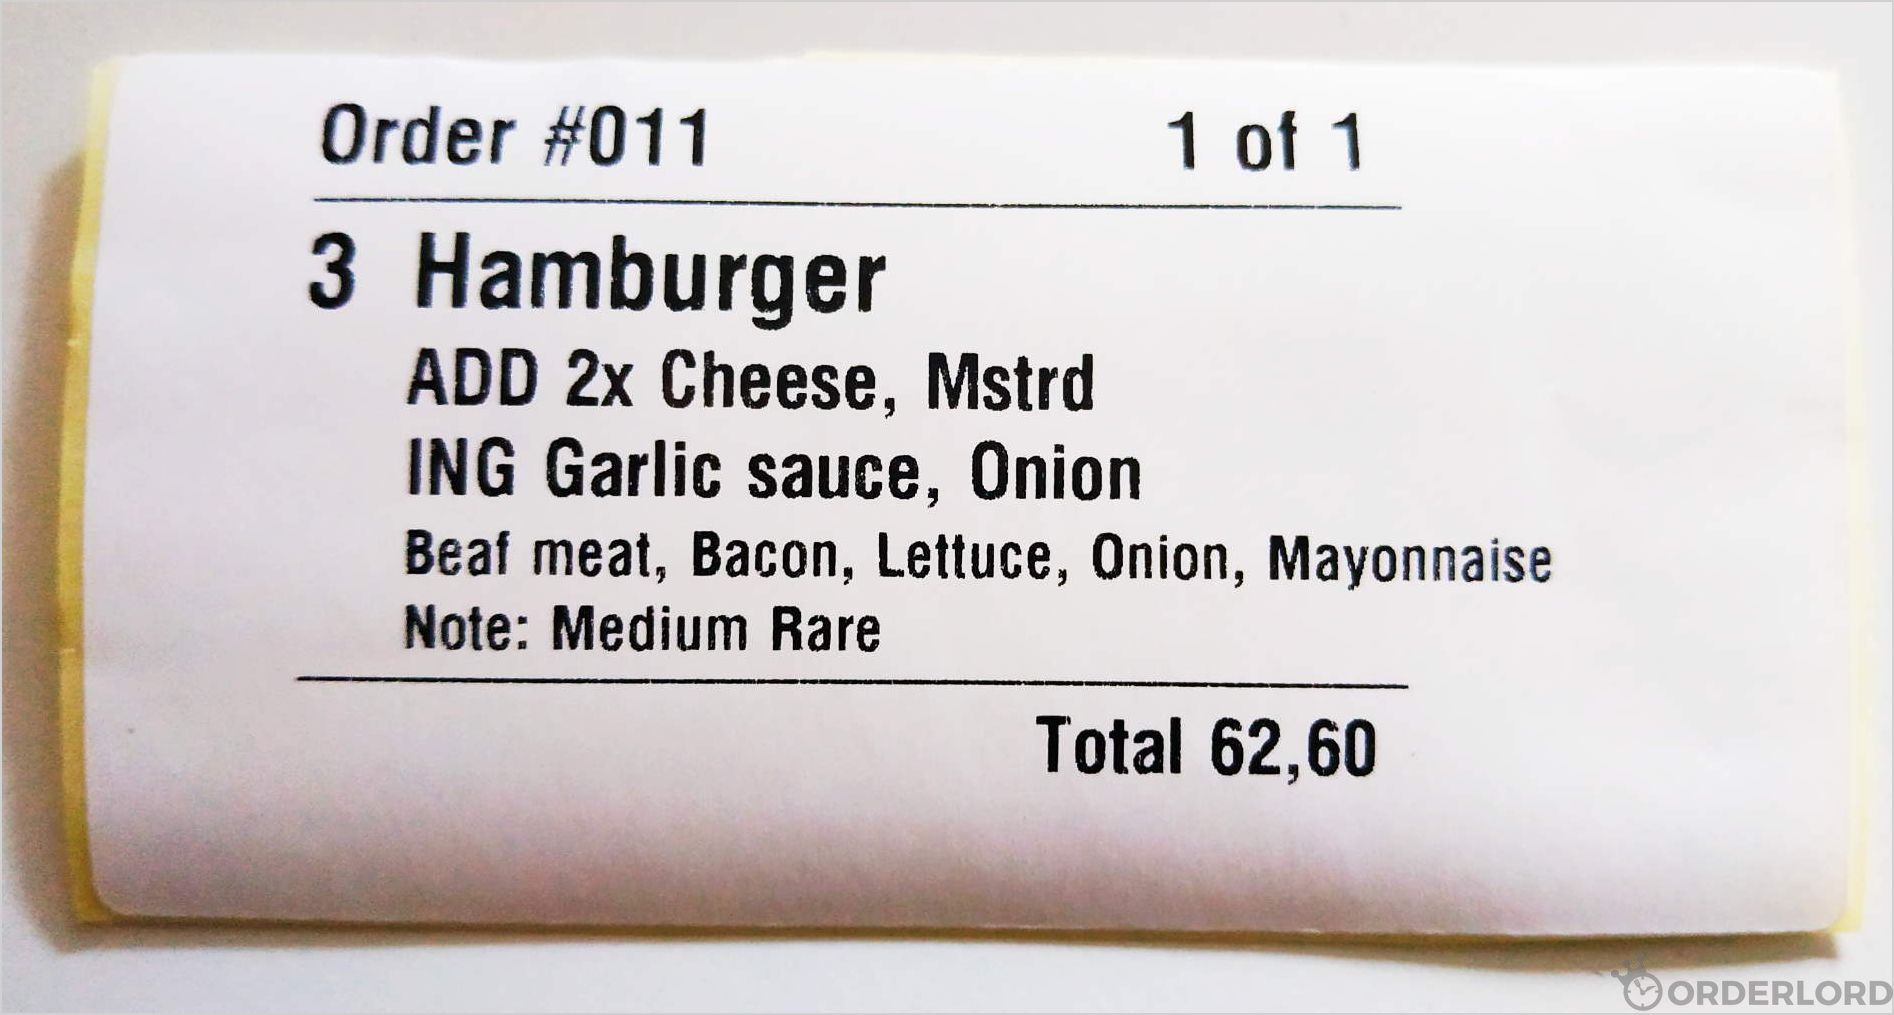 Order #011 1 of 1
3 Hamburger
ADD 2x Cheese, Mstrd
ING Garlic sauce, Onion
Beaf meat, Bacon, Lettuce, Onion, Mayonnaise
Note: Medium Rare
Total 62,60
ORDERLORD